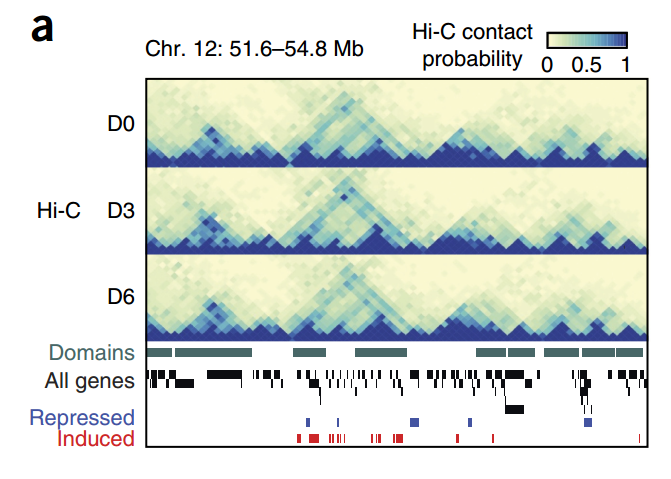 a
Chr. 12: 51.6–54.8 Mb
Hi-C contact
probability
0 0.5 1
D0
Hi-C D3
D6
Domains
All genes
Repressed
Induced